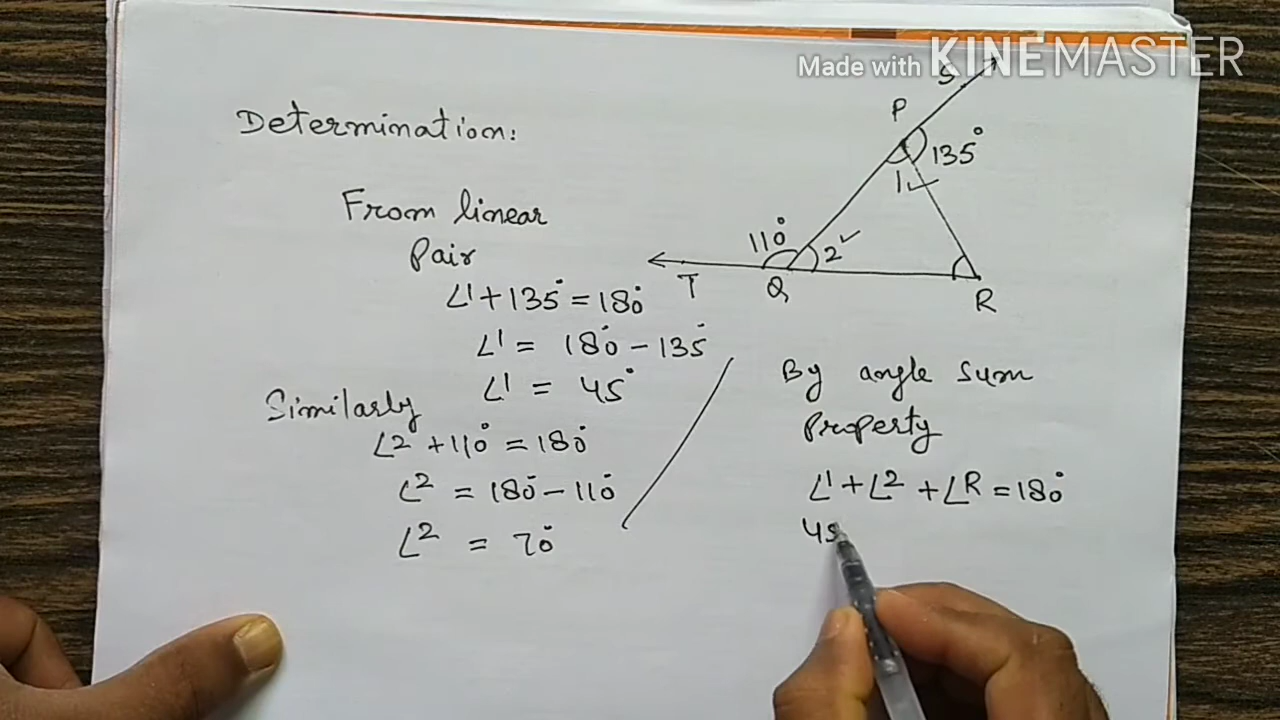 Made with KINEMASTER
Determination:
S
P
135°
1
110°
2
T
Q
R
From linear
Pair
∠1 + 135° = 180°
∠1 = 180° - 135°
∠1 = 45°
Similarly
∠2 + 110° = 180°
∠2 = 180° - 110°
∠2 = 70°
By angle sum
Property
∠1 + ∠2 + ∠R = 180°
45